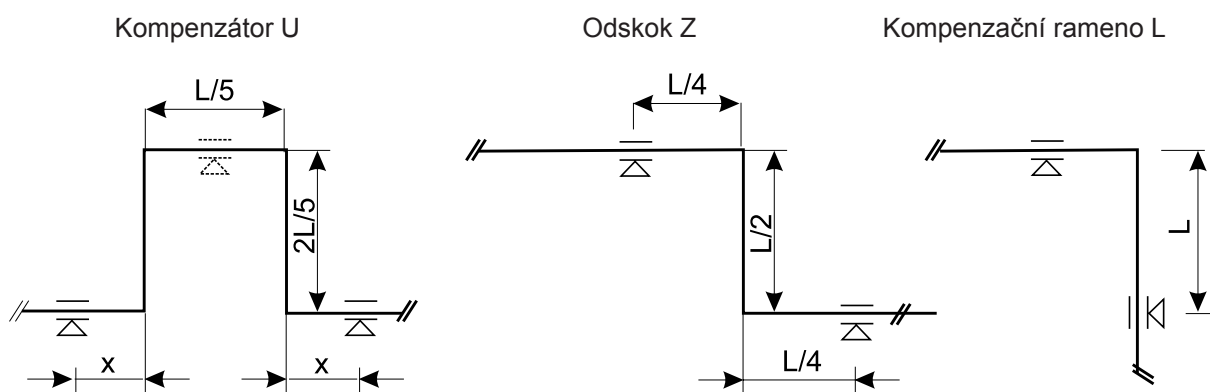 Kompenzátor U
Odskok Z
Kompenzační rameno L
L/5
L/4
2L/5
L/2
L
x
x
L/4